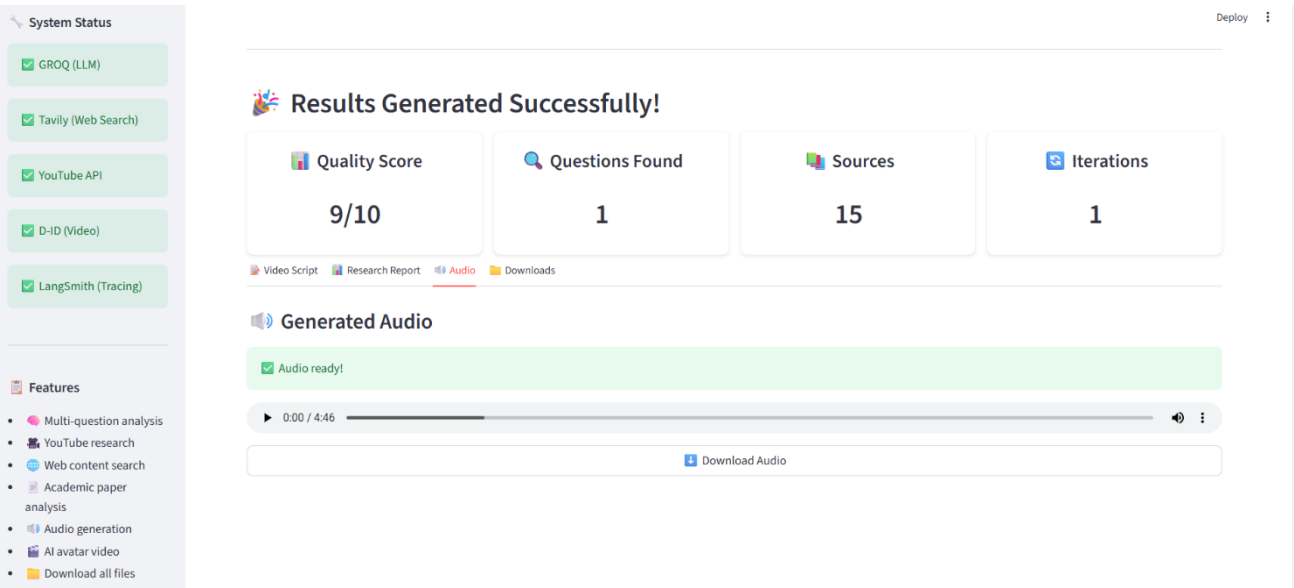 System Status
GROQ (LLM)
Tavily (Web Search)
YouTube API
D-ID (Video)
LangSmith (Tracing)
Features
Multi-question analysis
YouTube research
Web content search
Academic paper
analysis
Audio generation
AI avatar video
Download all files
Deploy
Results Generated Successfully!
Quality Score
9/10
Questions Found
1
Sources
15
Iterations
1
Video Script
Research Report
Audio
Downloads
Generated Audio
Audio ready!
0:00 / 4:46
Download Audio